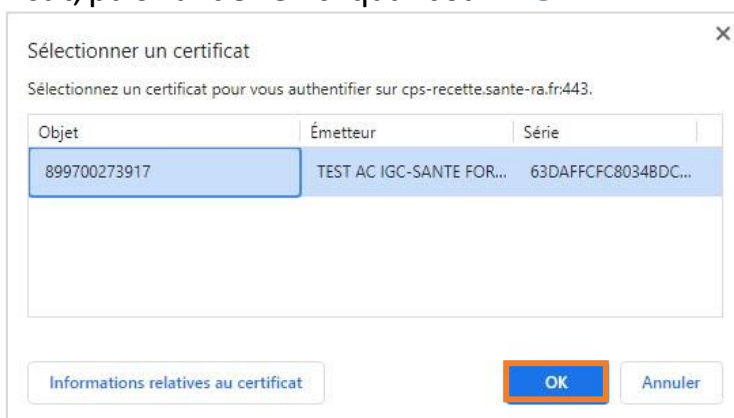 Sélectionner un certificat
Sélectionnez un certificat pour vous authentifier sur cps-recette.sante-ra.fr:443.
Objet Émetteur Série
899700273917 TEST AC IGC-SANTE FOR... 63DAFFCFC8034BDC...
Informations relatives au certificat OK Annuler